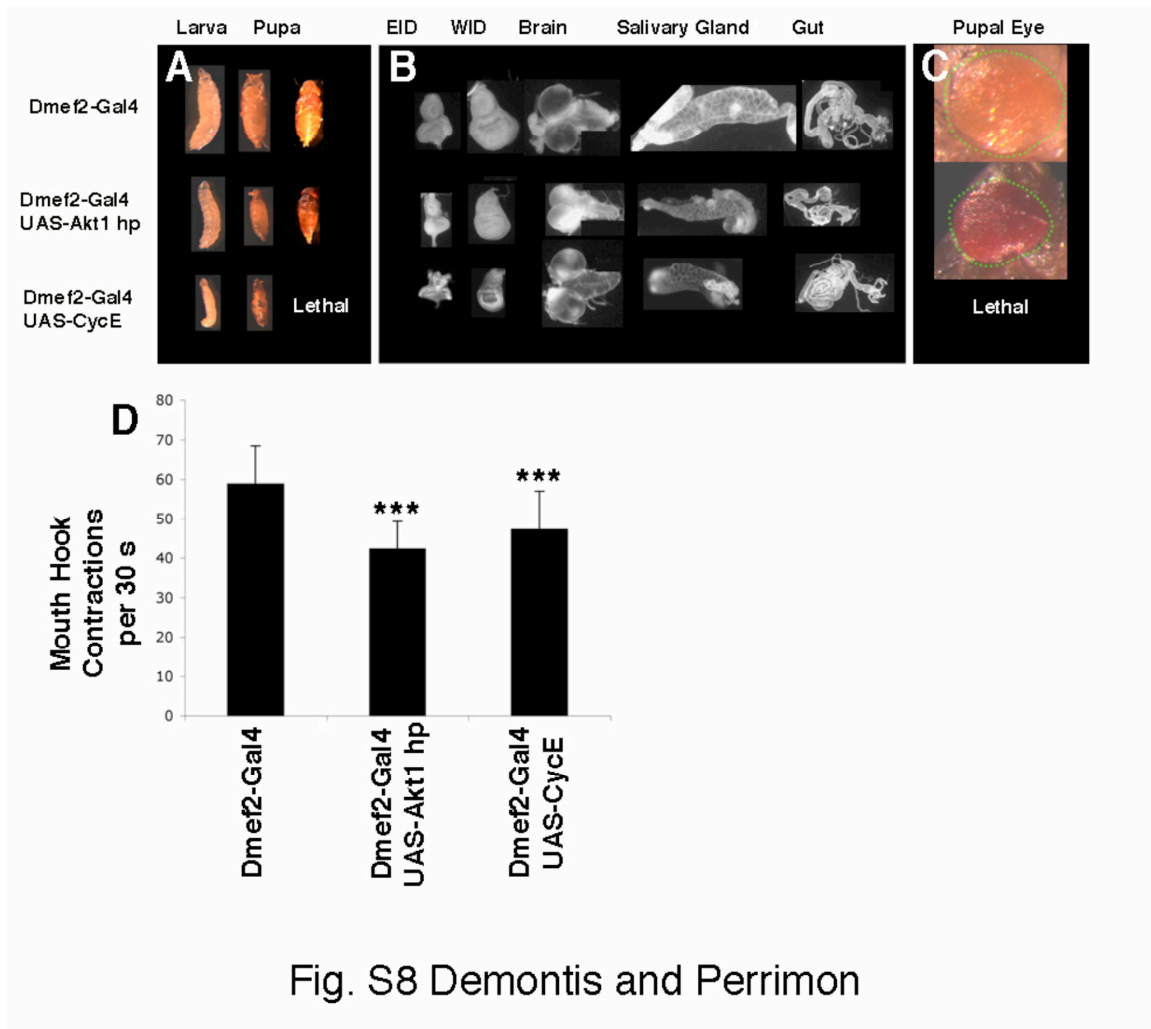 Larva Pupa EID WID Brain Salivary Gland Gut Pupal Eye
A B C
Dmef2-Gal4
Dmef2-Gal4
UAS-Akt1 hp
Dmef2-Gal4
UAS-CycE
Lethal
Lethal
D
80
70
60
50
40
30
20
10
0
Mouth Hook
Contractions
per 30 s
***
***
Dmef2-Gal4
Dmef2-Gal4
UAS-Akt1 hp
Dmef2-Gal4
UAS-CycE
Fig. S8 Demontis and Perrimon